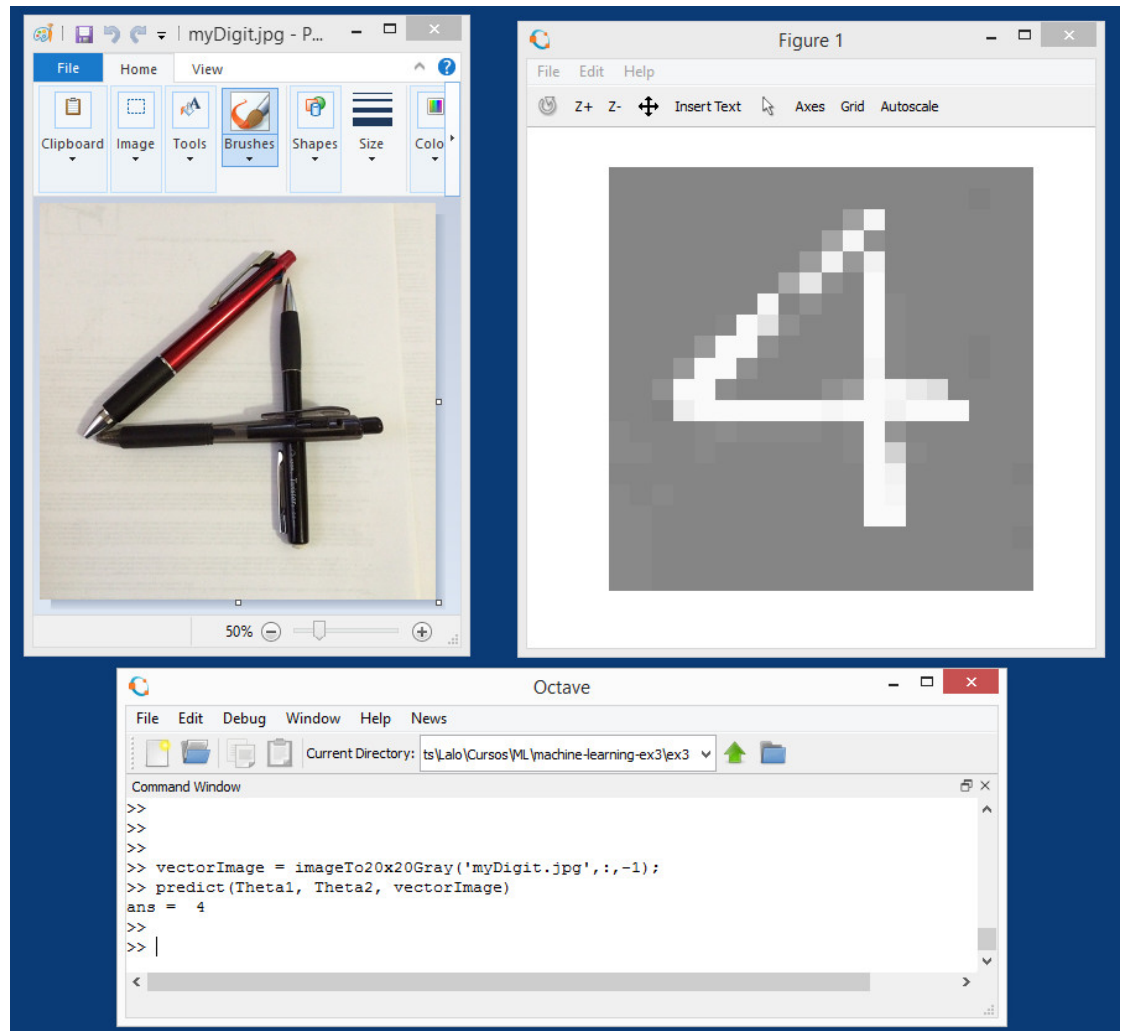 myDigit.jpg - P...
File Home View
Clipboard Image Tools Brushes Shapes Size Colo
50%
Figure 1
File Edit Help
Z+ Z- Insert Text Axes Grid Autoscale
Octave
File Edit Debug Window Help News
Current Directory: ts\Lalo\Cursos\ML\machine-learning-ex3\ex3
Command Window
>>
>>
>>
>> vectorImage = imageTo20x20Gray('myDigit.jpg',:,-1);
>> predict(Theta1, Theta2, vectorImage)
ans = 4
>>
>>